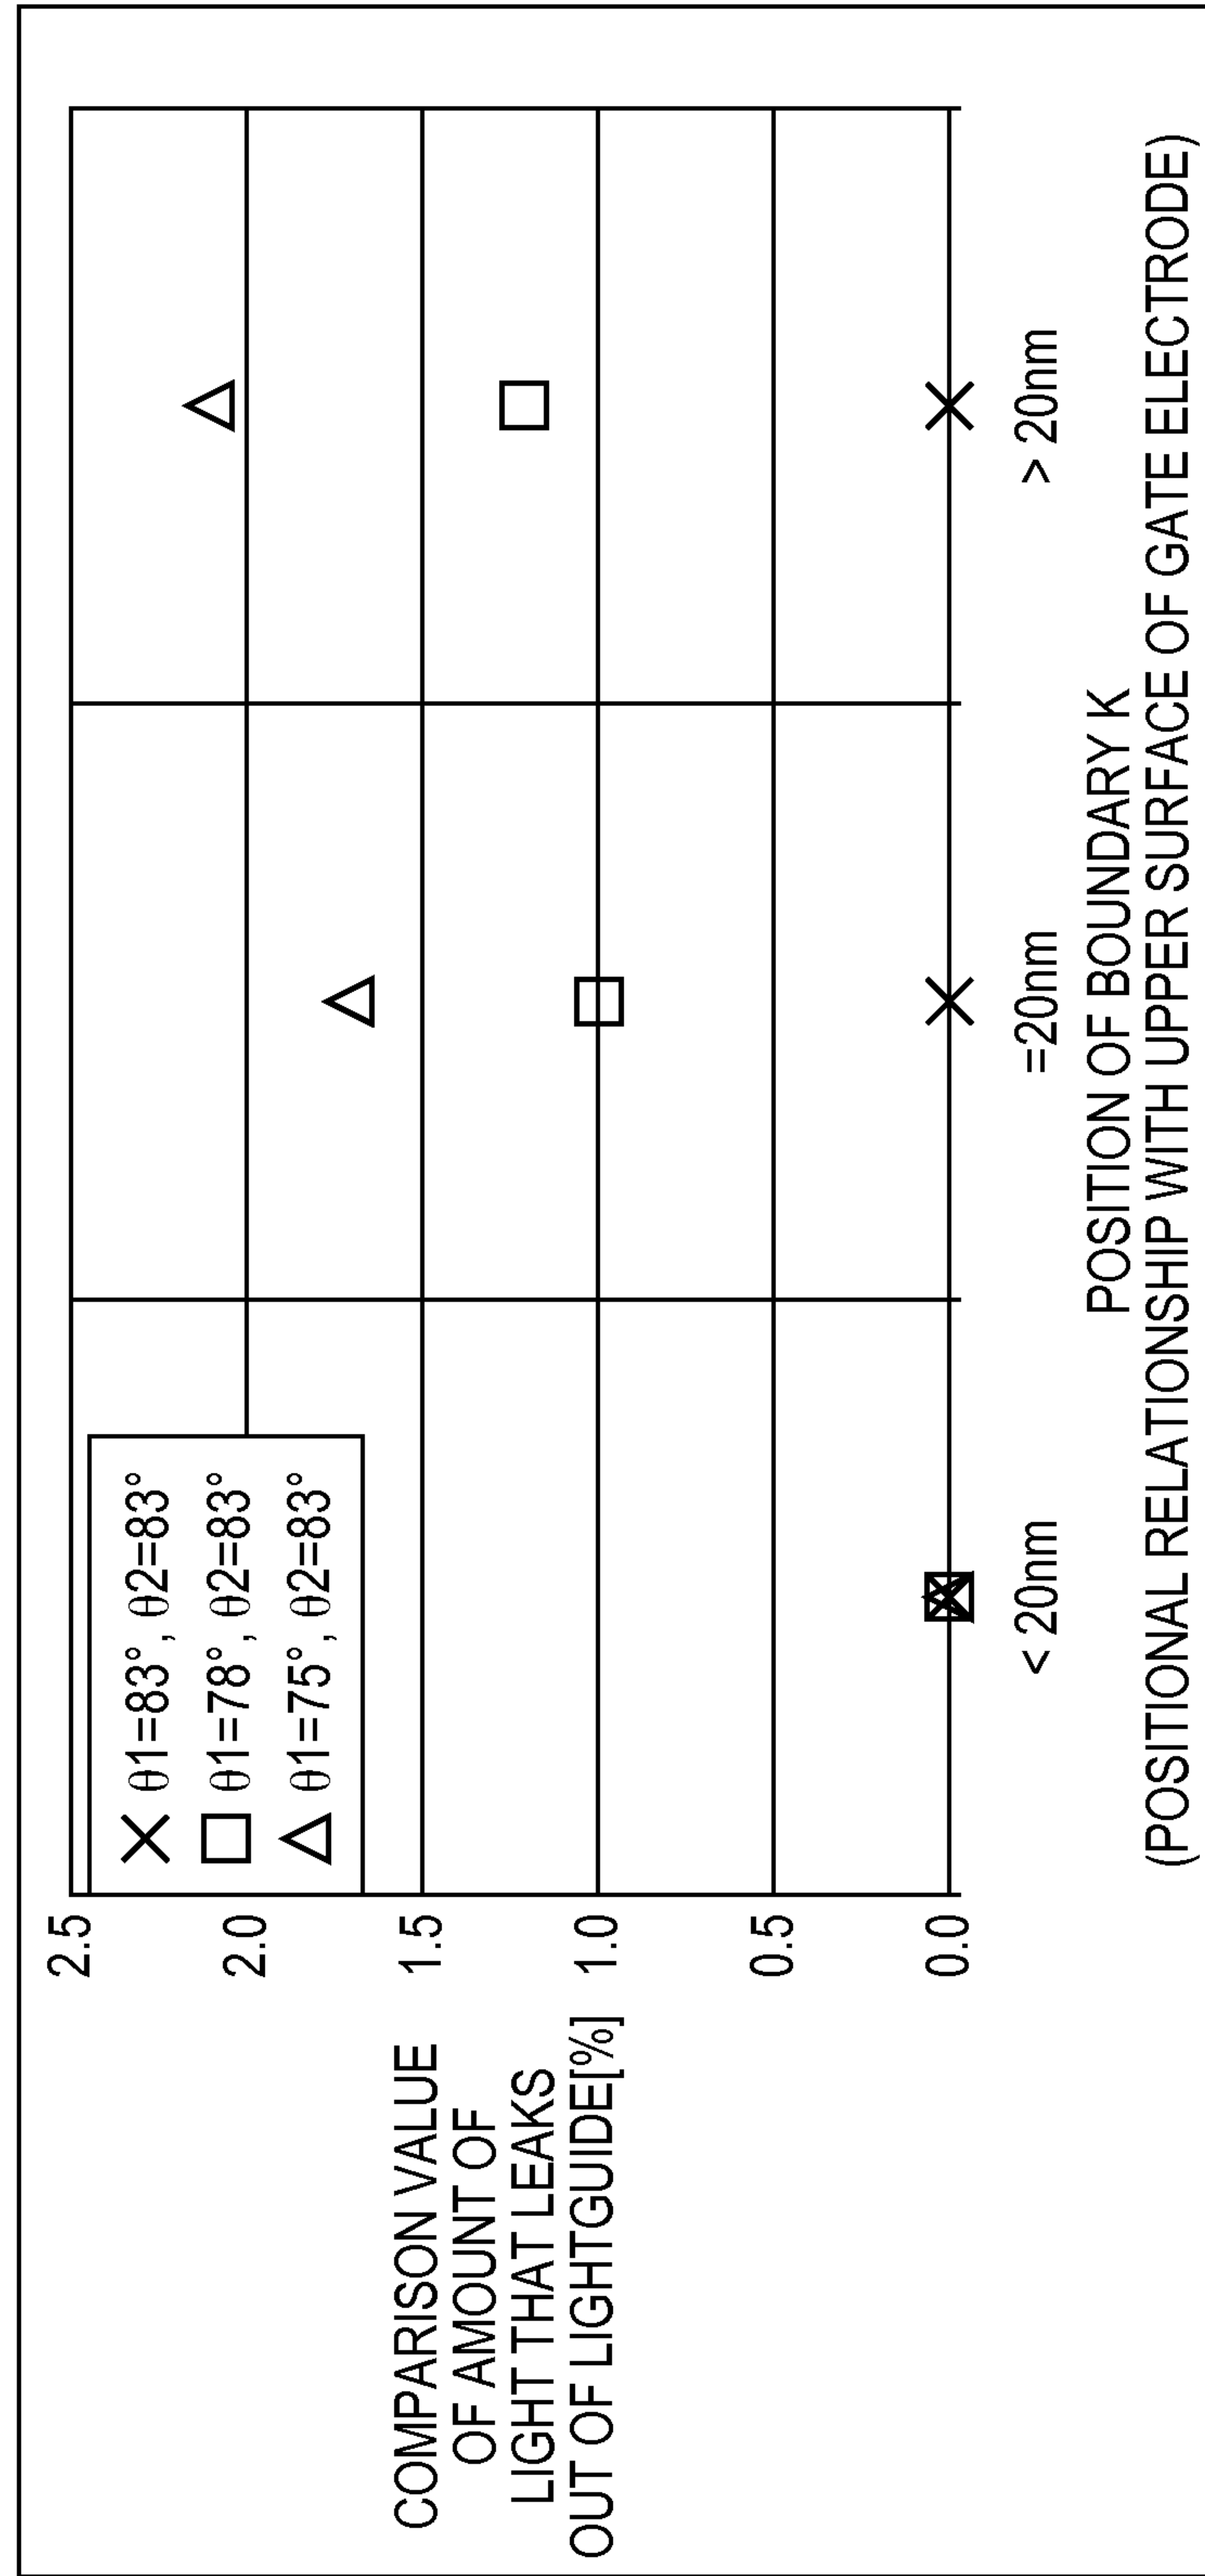 COMPARISON VALUE
OF AMOUNT OF
LIGHT THAT LEAKS
OUT OF LIGHTGUIDE[%]
2.5
2.0
1.5
1.0
0.5
0.0
θ1=83°, θ2=83°
θ1=78°, θ2=83°
θ1=75°, θ2=83°
< 20nm
=20nm
> 20nm
POSITION OF BOUNDARY K
(POSITIONAL RELATIONSHIP WITH UPPER SURFACE OF GATE ELECTRODE)